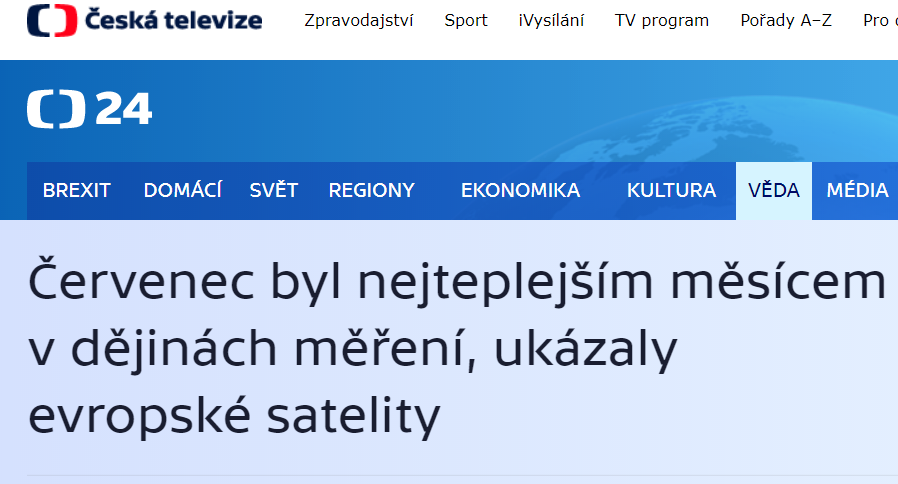 Česká televize Zpravodajství Sport iVysílání TV program Pořady A–Z Pro
24
BREXIT DOMÁCÍ SVĚT REGIONY EKONOMIKA KULTURA VĚDA MÉDIA
Červenec byl nejteplejším měsícem
v dějinách měření, ukázaly
evropské satelity